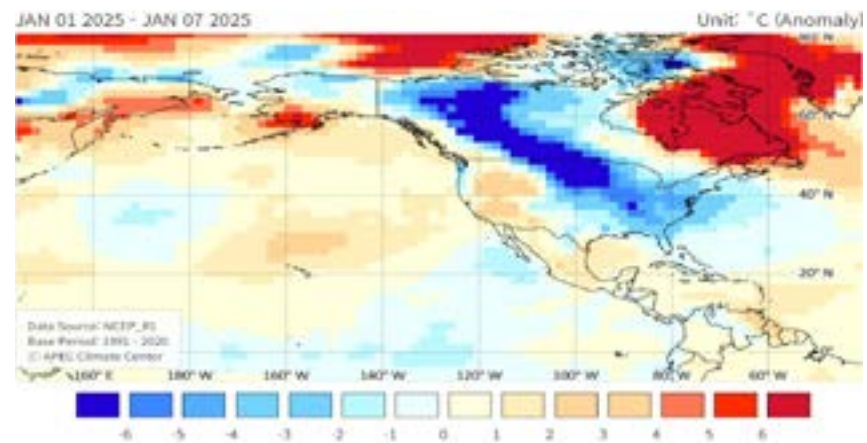 JAN 01 2025 - JAN 07 2025
Unit: °C (Anomaly)
80° N
60° N
40° N
20° N
0°
Data Source: NCEP_R1
Base Period: 1991 - 2020
© APEC Climate Center
160° E 180° W 160° W 140° W 120° W 100° W 80° W 60° W
-6 -5 -4 -3 -2 -1 0 1 2 3 4 5 6